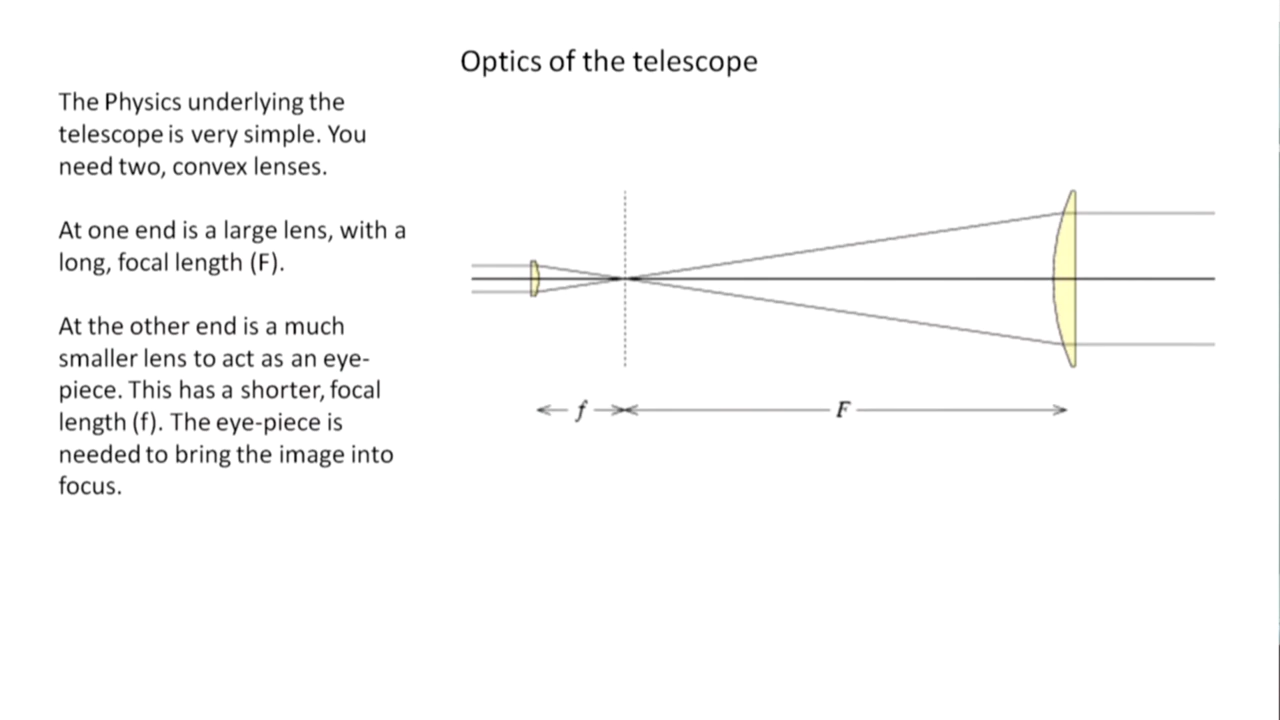 Optics of the telescope
The Physics underlying the
telescope is very simple. You
need two, convex lenses.
At one end is a large lens, with a
long, focal length (F).
At the other end is a much
smaller lens to act as an eye-
piece. This has a shorter, focal
length (f). The eye-piece is
needed to bring the image into
focus.
f
F